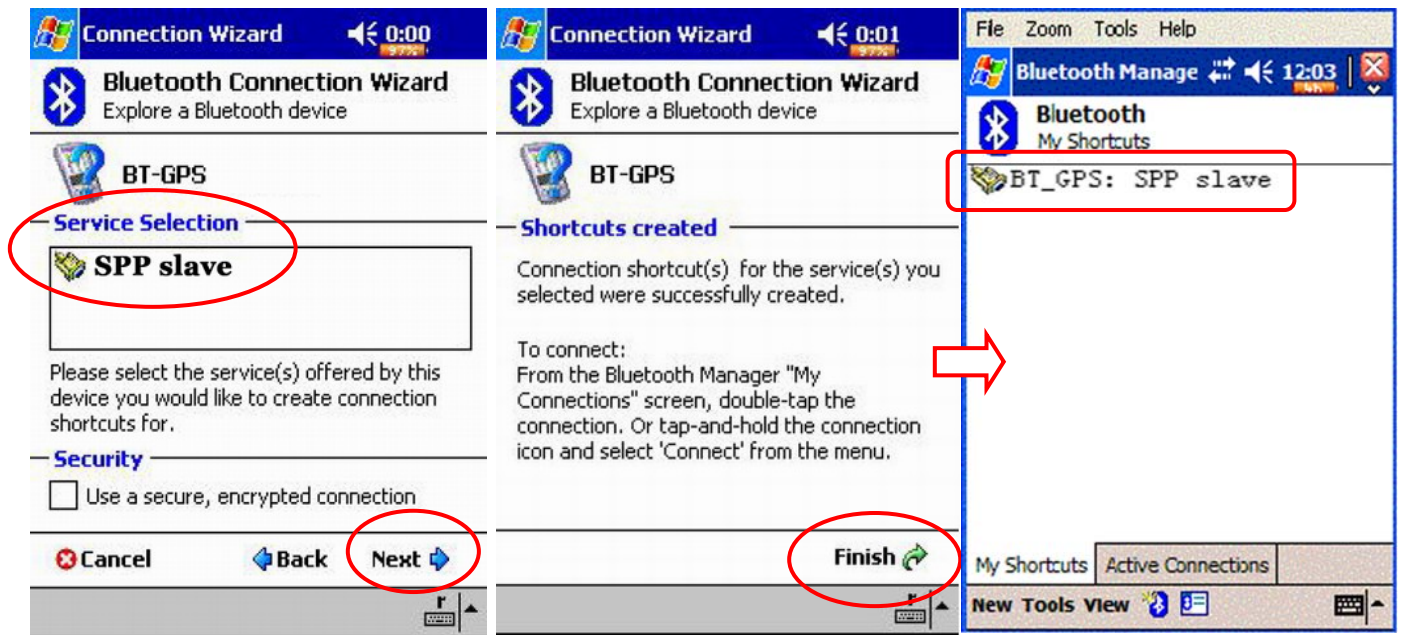 Connection Wizard 0:00
97%
Bluetooth Connection Wizard
Explore a Bluetooth device
BT-GPS
Service Selection
SPP slave
Please select the service(s) offered by this
device you would like to create connection
shortcuts for.
Security
Use a secure, encrypted connection
Cancel Back Next
r
Connection Wizard 0:01
97%
Bluetooth Connection Wizard
Explore a Bluetooth device
BT-GPS
Shortcuts created
Connection shortcut(s) for the service(s) you
selected were successfully created.
To connect:
From the Bluetooth Manager "My
Connections" screen, double-tap the
connection. Or tap-and-hold the connection
icon and select 'Connect' from the menu.
Finish
r
File Zoom Tools Help
Bluetooth Manage 12:03
Bluetooth
My Shortcuts
BT_GPS: SPP slave
My Shortcuts Active Connections
New Tools View